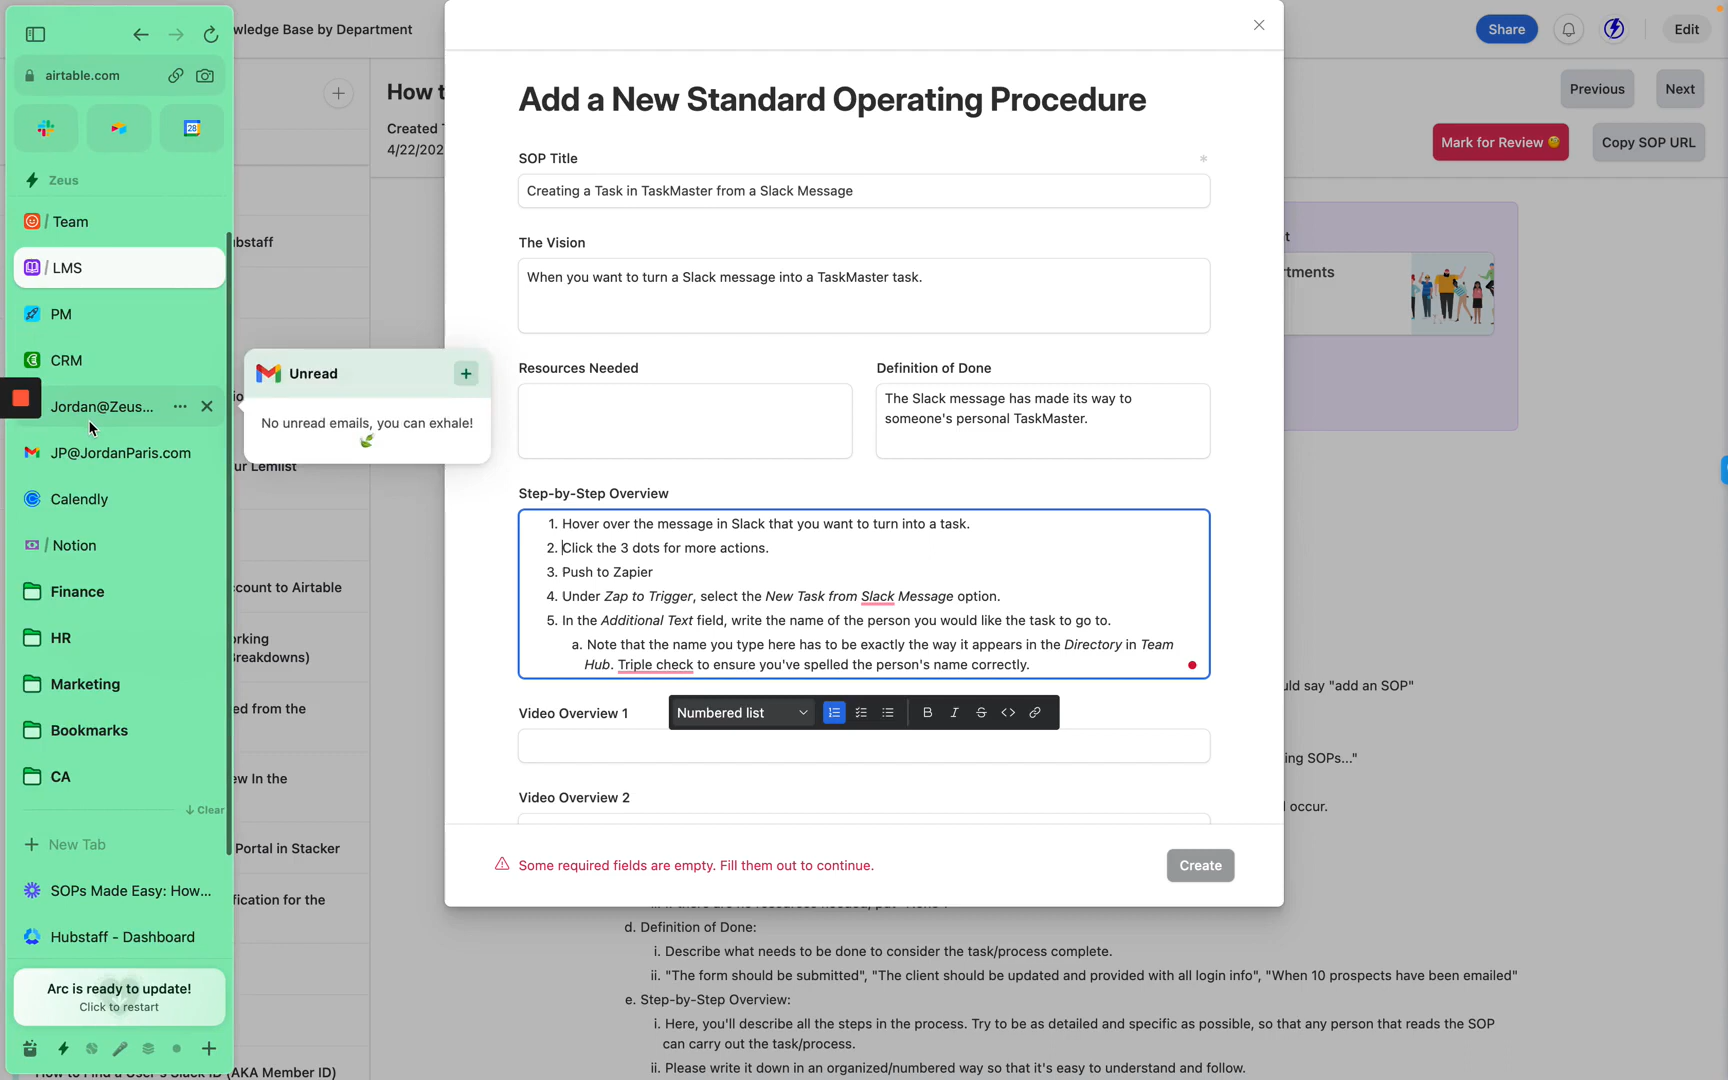 airtable.com
28
Zeus
/ Team
/ LMS
PM
CRM
Jordan@Zeus...
JP@JordanParis.com
Calendly
/ Notion
Finance
HR
Marketing
Bookmarks
CA
Clear
New Tab
SOPs Made Easy: How...
Hubstaff - Dashboard
Arc is ready to update!
Click to restart
Unread
No unread emails, you can exhale!
wledge Base by Department
bstaff
ur Lemlist
ccount to Airtable
orking
Breakdowns)
ed from the
ew In the
Portal in Stacker
fication for the
How to Find a User's Slack ID (AKA Member ID)
How t
Created
4/22/202
Share
Edit
Previous
Next
Mark for Review
Copy SOP URL
Add a New Standard Operating Procedure
SOP Title
*
Creating a Task in TaskMaster from a Slack Message
The Vision
When you want to turn a Slack message into a TaskMaster task.
Resources Needed
Definition of Done
The Slack message has made its way to
someone's personal TaskMaster.
Step-by-Step Overview
1. Hover over the message in Slack that you want to turn into a task.
2. Click the 3 dots for more actions.
3. Push to Zapier
4. Under Zap to Trigger, select the New Task from Slack Message option.
5. In the Additional Text field, write the name of the person you would like the task to go to.
a. Note that the name you type here has to be exactly the way it appears in the Directory in Team
Hub. Triple check to ensure you've spelled the person's name correctly.
Numbered list
Video Overview 1
Video Overview 2
Some required fields are empty. Fill them out to continue.
Create
tments
uld say "add an SOP"
ing SOPs..."
occur.
d. Definition of Done:
i. Describe what needs to be done to consider the task/process complete.
ii. "The form should be submitted", "The client should be updated and provided with all login info", "When 10 prospects have been emailed"
e. Step-by-Step Overview:
i. Here, you'll describe all the steps in the process. Try to be as detailed and specific as possible, so that any person that reads the SOP
can carry out the task/process.
ii. Please write it down in an organized/numbered way so that it's easy to understand and follow.